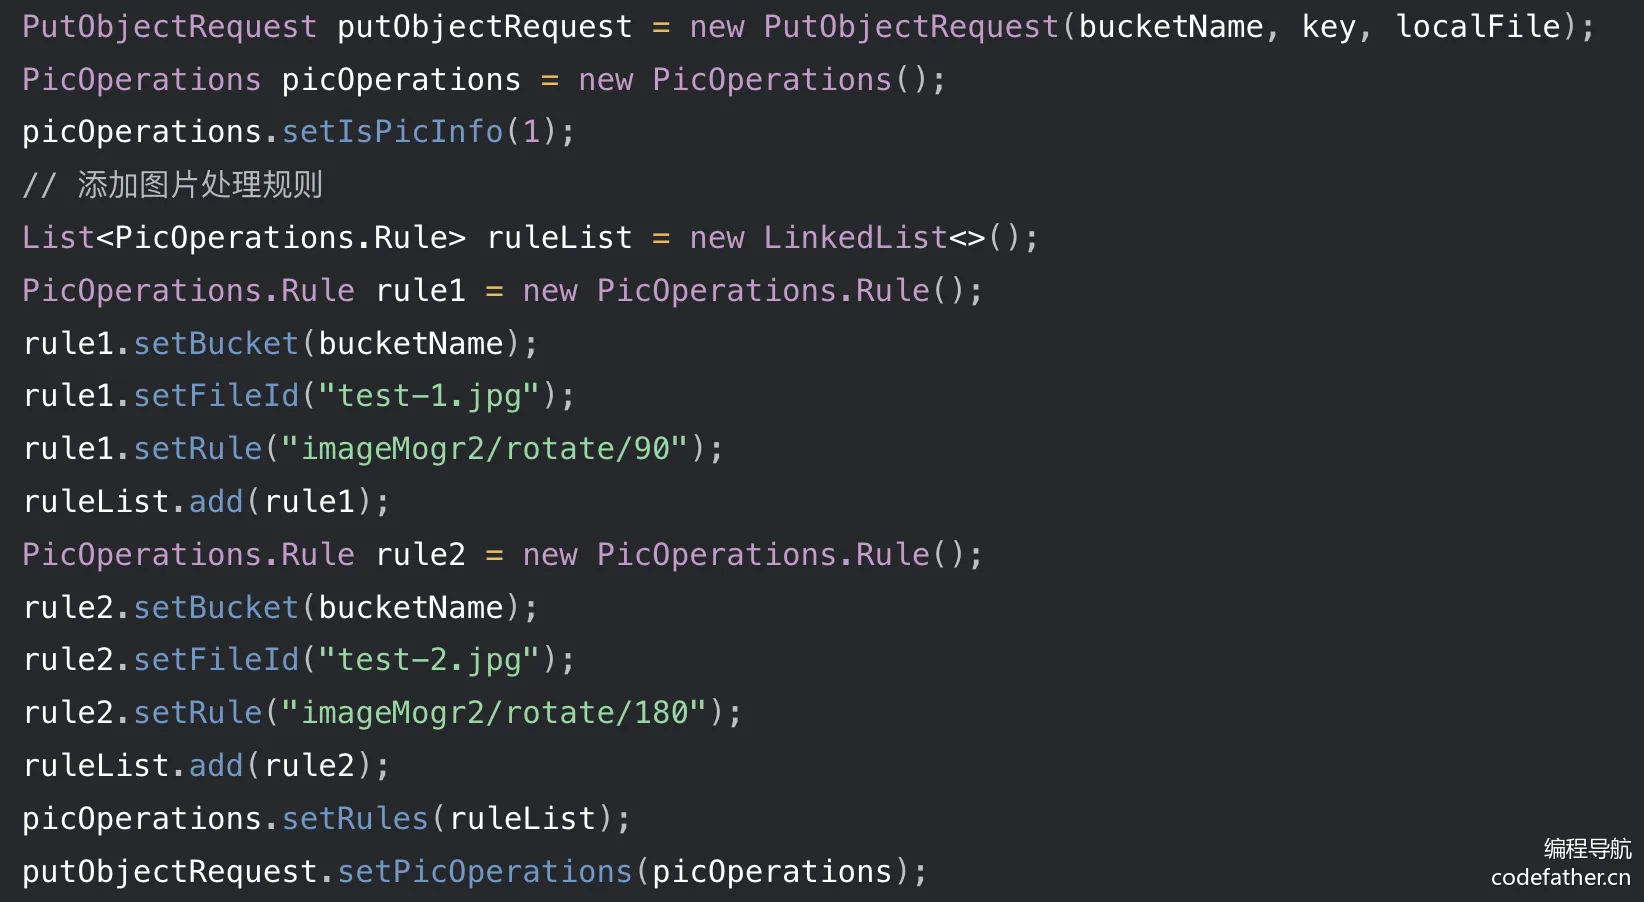 PutObjectRequest putObjectRequest = new PutObjectRequest(bucketName, key, localFile);
PicOperations picOperations = new PicOperations();
picOperations.setIsPicInfo(1);
// 添加图片处理规则
List<PicOperations.Rule> ruleList = new LinkedList<>();
PicOperations.Rule rule1 = new PicOperations.Rule();
rule1.setBucket(bucketName);
rule1.setFileId("test-1.jpg");
rule1.setRule("imageMogr2/rotate/90");
ruleList.add(rule1);
PicOperations.Rule rule2 = new PicOperations.Rule();
rule2.setBucket(bucketName);
rule2.setFileId("test-2.jpg");
rule2.setRule("imageMogr2/rotate/180");
ruleList.add(rule2);
picOperations.setRules(ruleList);
putObjectRequest.setPicOperations(picOperations);
编程导航
codefather.cn